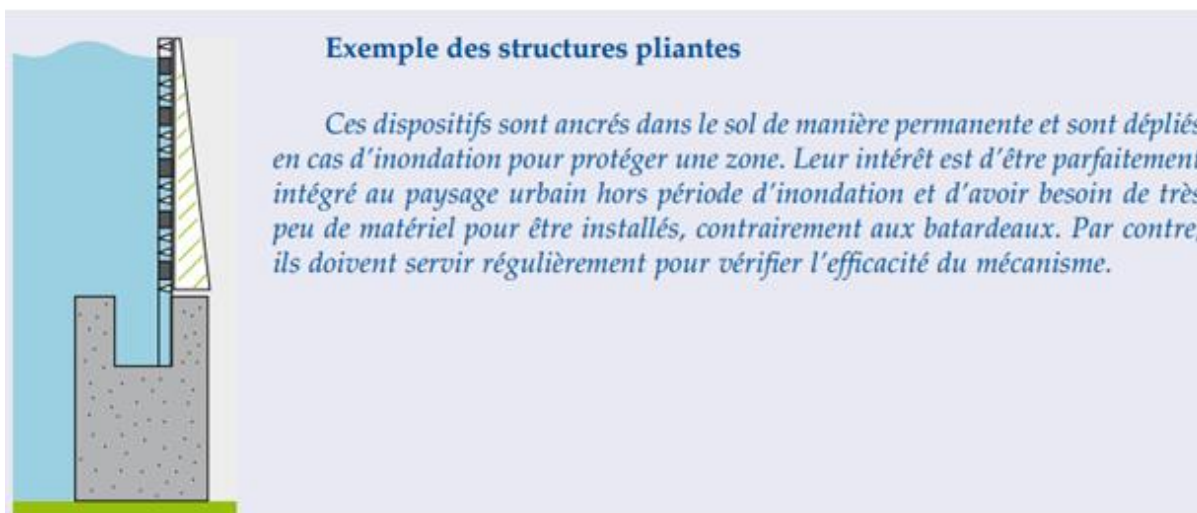 Exemple des structures pliantes
Ces dispositifs sont ancrés dans le sol de manière permanente et sont dépliés
en cas d'inondation pour protéger une zone. Leur intérêt est d'être parfaitement
intégré au paysage urbain hors période d'inondation et d'avoir besoin de très
peu de matériel pour être installés, contrairement aux batardeaux. Par contre,
ils doivent servir régulièrement pour vérifier l'efficacité du mécanisme.